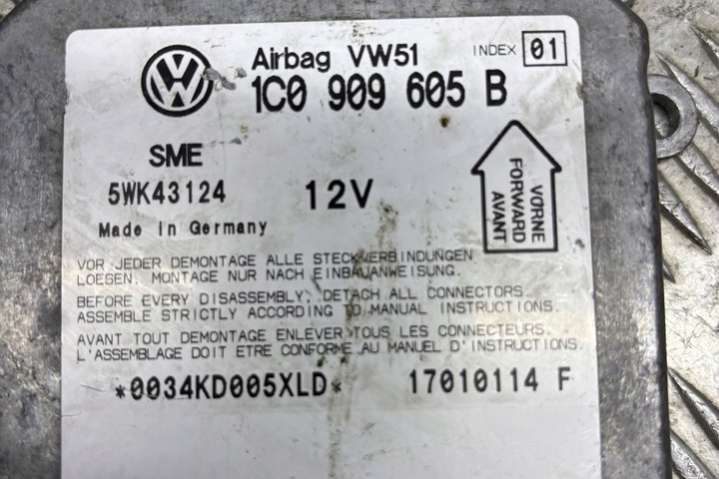 Airbag VW51 INDEX 01
1C0 909 605 B
SME
5WK43124 12V
Made in Germany
VORNE
FORWARD
AVANT
VOR JEDER DEMONTAGE ALLE STECKVERBINDUNGEN
LOESEN. MONTAGE NUR NACH EINBAUANWEISUNG.
BEFORE EVERY DISASSEMBLY, DETACH ALL CONNECTORS
ASSEMBLE STRICTLY ACCORDING TO MANUAL INSTRUCTIONS.
AVANT TOUT DEMONTAGE ENLEVER TOUS LES CONNECTEURS.
L'ASSEMBLAGE DOIT ETRE CONFORME AU MANUEL D'INSTRUCTIONS.
*0034KD005XLD* 17010114 F